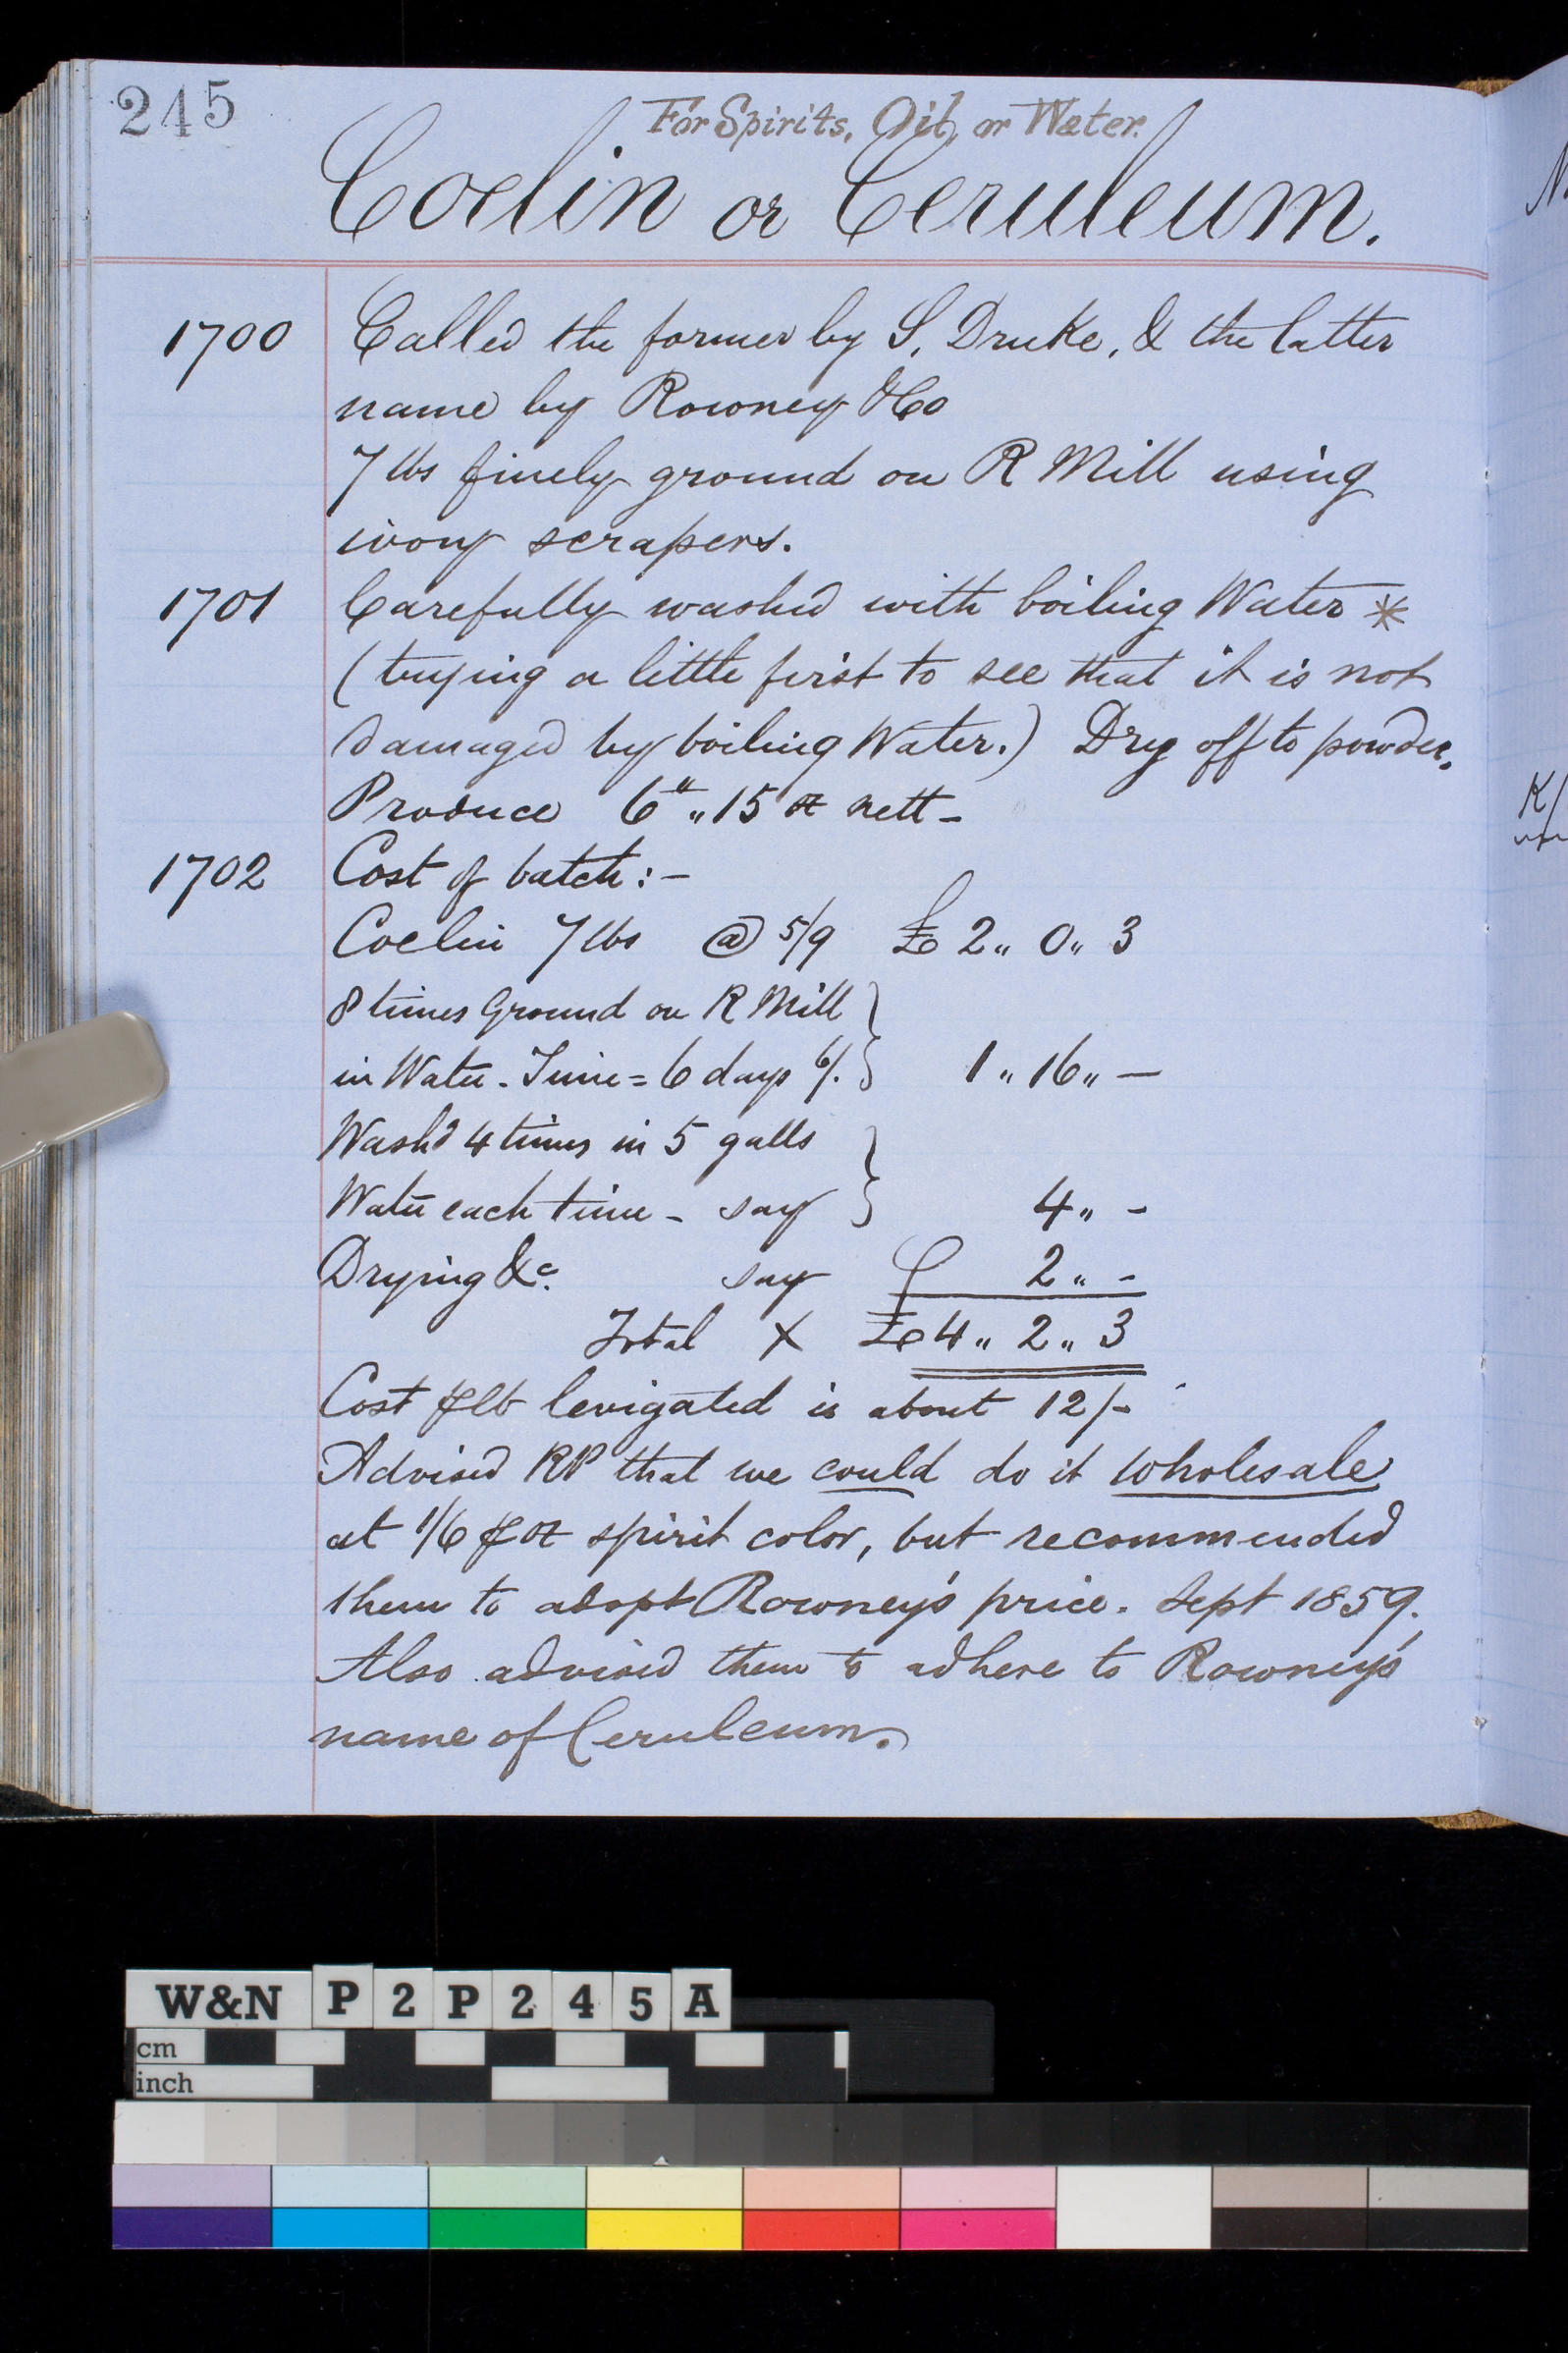 245
For Spirits, Oil, or Water.
Coelin or Ceruleum.
1700 Called the former by S. Druke, & the latter
name by Rowney & Co
7 lbs finely ground on R Mill using
ivory scrapers.
1701 Carefully washed with boiling Water *
(trying a little first to see that it is not
damaged by boiling Water.) Dry off to powder.
Produce 6 lb „ 15 oz nett -
1702 Cost of batch :-
Coelin 7 lbs @ 5/9 £ 2 „ 0 „ 3
8 times Ground on R Mill }
in Water - Time = 6 days 6/. } 1 „ 16 „ —
Wash'd 4 times in 5 galls }
Water each time - say } 4 „ -
Drying &c. say 2 „ -
Total X £ 4 „ 2 „ 3
Cost ⅌ lb levigated is about 12/-
Advised RP that we could do it wholesale
at 1/6 ⅌ oz spirit color, but recommended
them to adopt Rowney's price. Sept 1859.
Also advised them to adhere to Rowney's
name of Ceruleum.
K/
W&N P 2 P 2 4 5 A
cm
inch